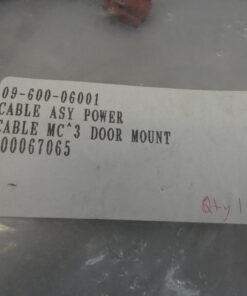 09-600-06001
CABLE ASY POWER
CABLE MC^3 DOOR MOUNT
00067065
Qty 1